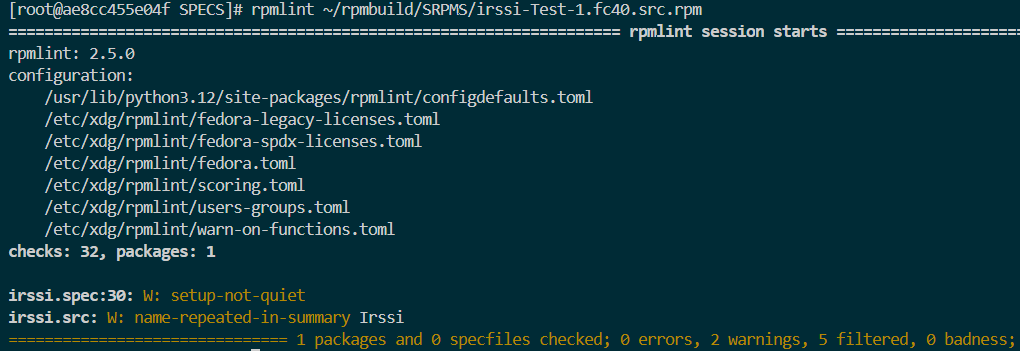 [root@ae8cc455e04f SPECS]# rpmlint ~/rpmbuild/SRPMS/irssi-Test-1.fc40.src.rpm
==================================================================== rpmlint session starts =====================
rpmlint: 2.5.0
configuration:
    /usr/lib/python3.12/site-packages/rpmlint/configdefaults.toml
    /etc/xdg/rpmlint/fedora-legacy-licenses.toml
    /etc/xdg/rpmlint/fedora-spdx-licenses.toml
    /etc/xdg/rpmlint/fedora.toml
    /etc/xdg/rpmlint/scoring.toml
    /etc/xdg/rpmlint/users-groups.toml
    /etc/xdg/rpmlint/warn-on-functions.toml
checks: 32, packages: 1
irssi.spec:30: W: setup-not-quiet
irssi.src: W: name-repeated-in-summary Irssi
=============================== 1 packages and 0 specfiles checked; 0 errors, 2 warnings, 5 filtered, 0 badness;